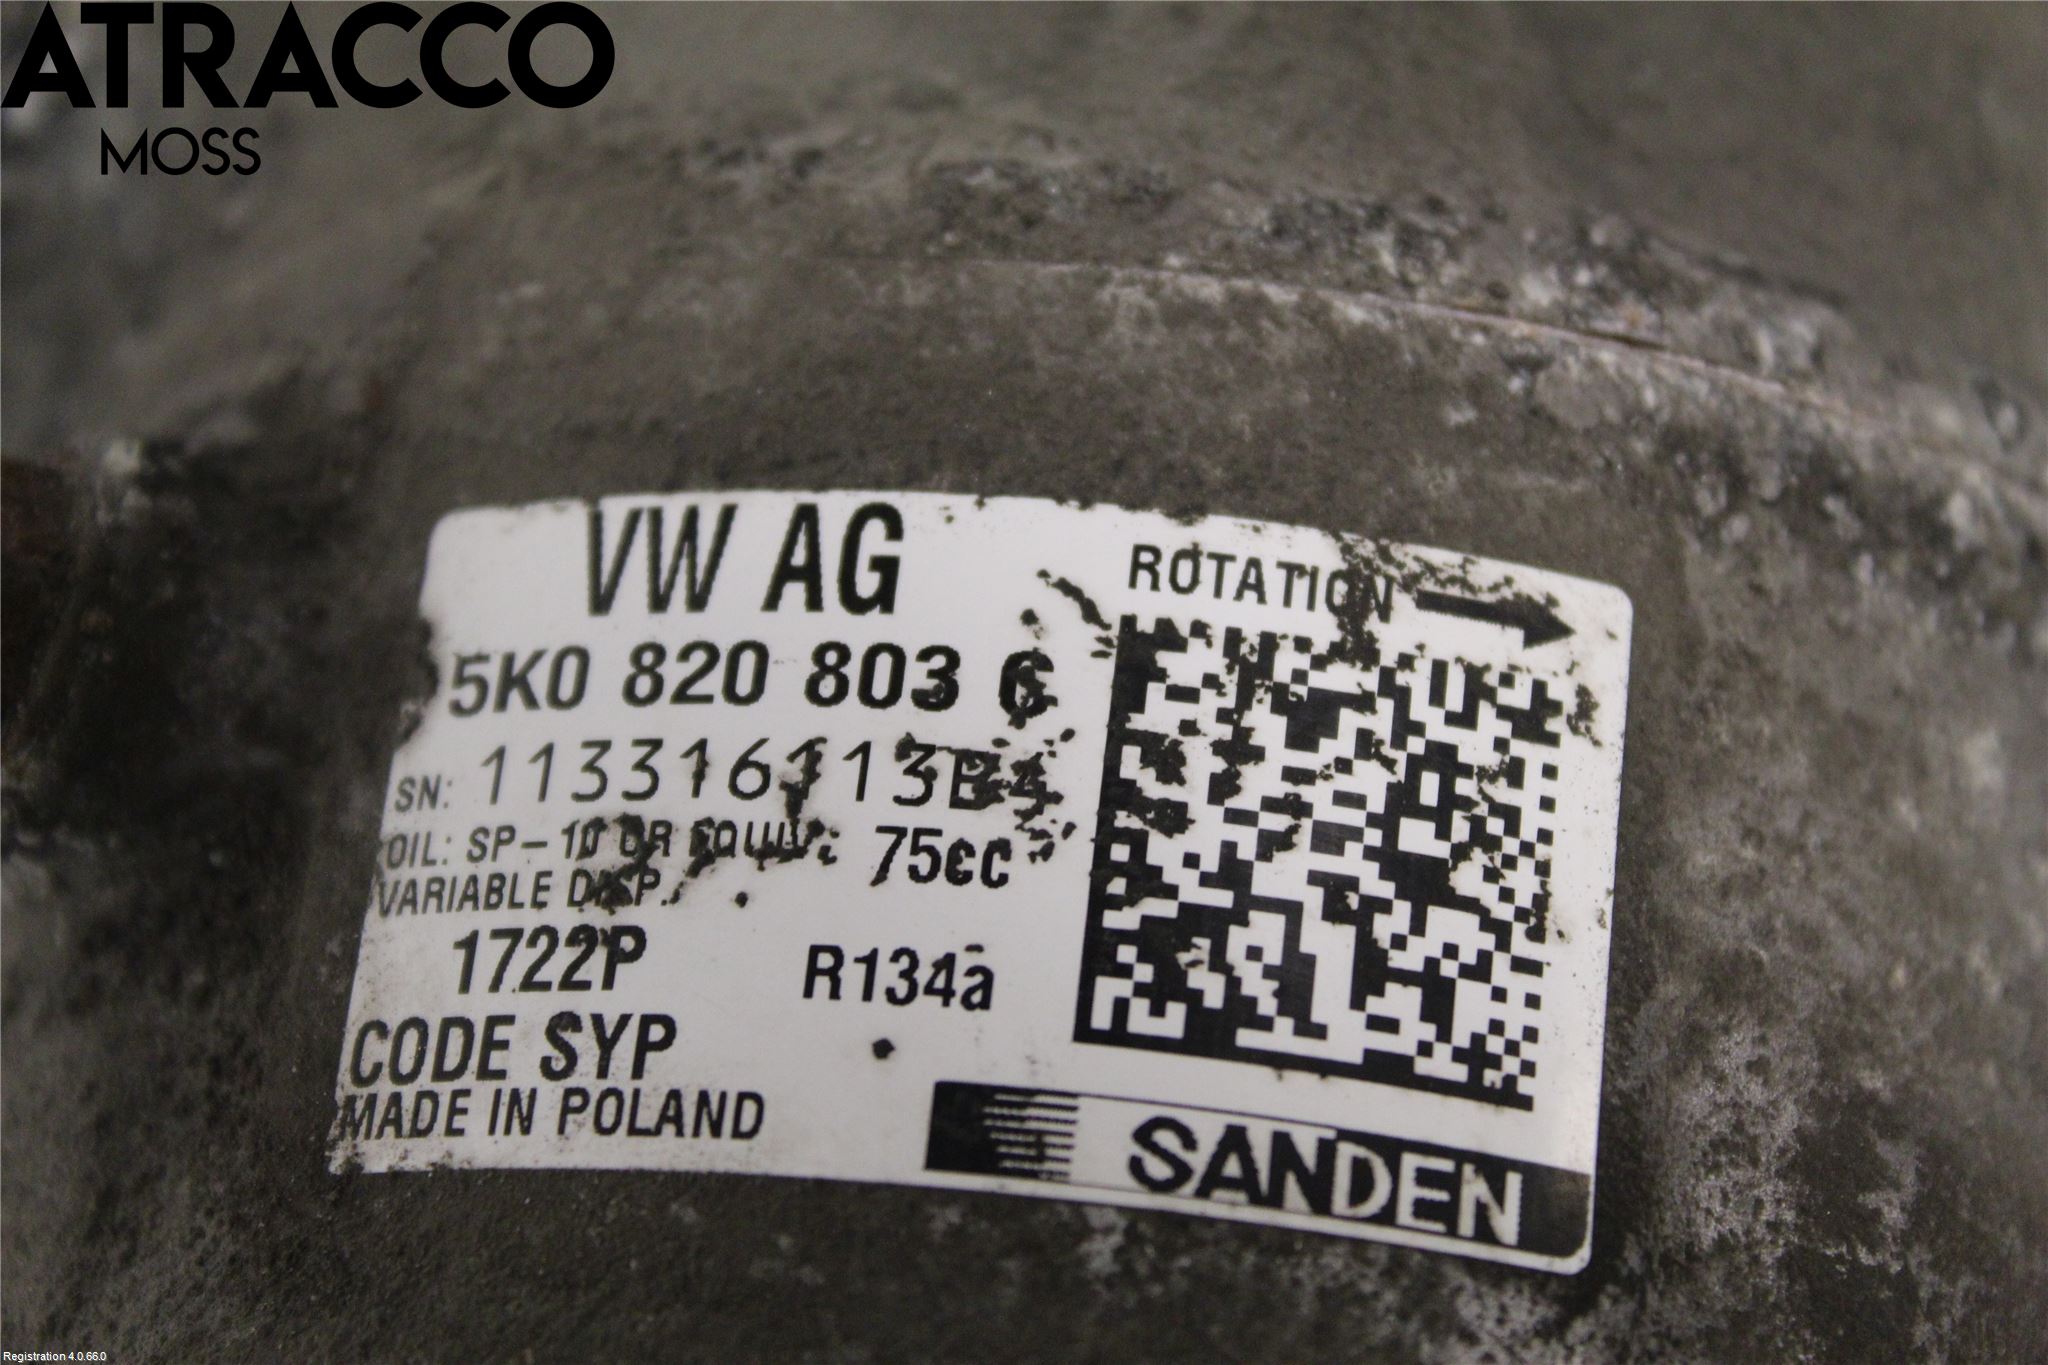 ATRACCO
MOSS
VW AG
5K0 820 803
ROTATION
SN:
OIL: SP-10 OR EQUIV.: 75cc
VARIABLE DISP.
1722P R134a
CODE SYP
MADE IN POLAND
SANDEN
Registration 4.0.66.0